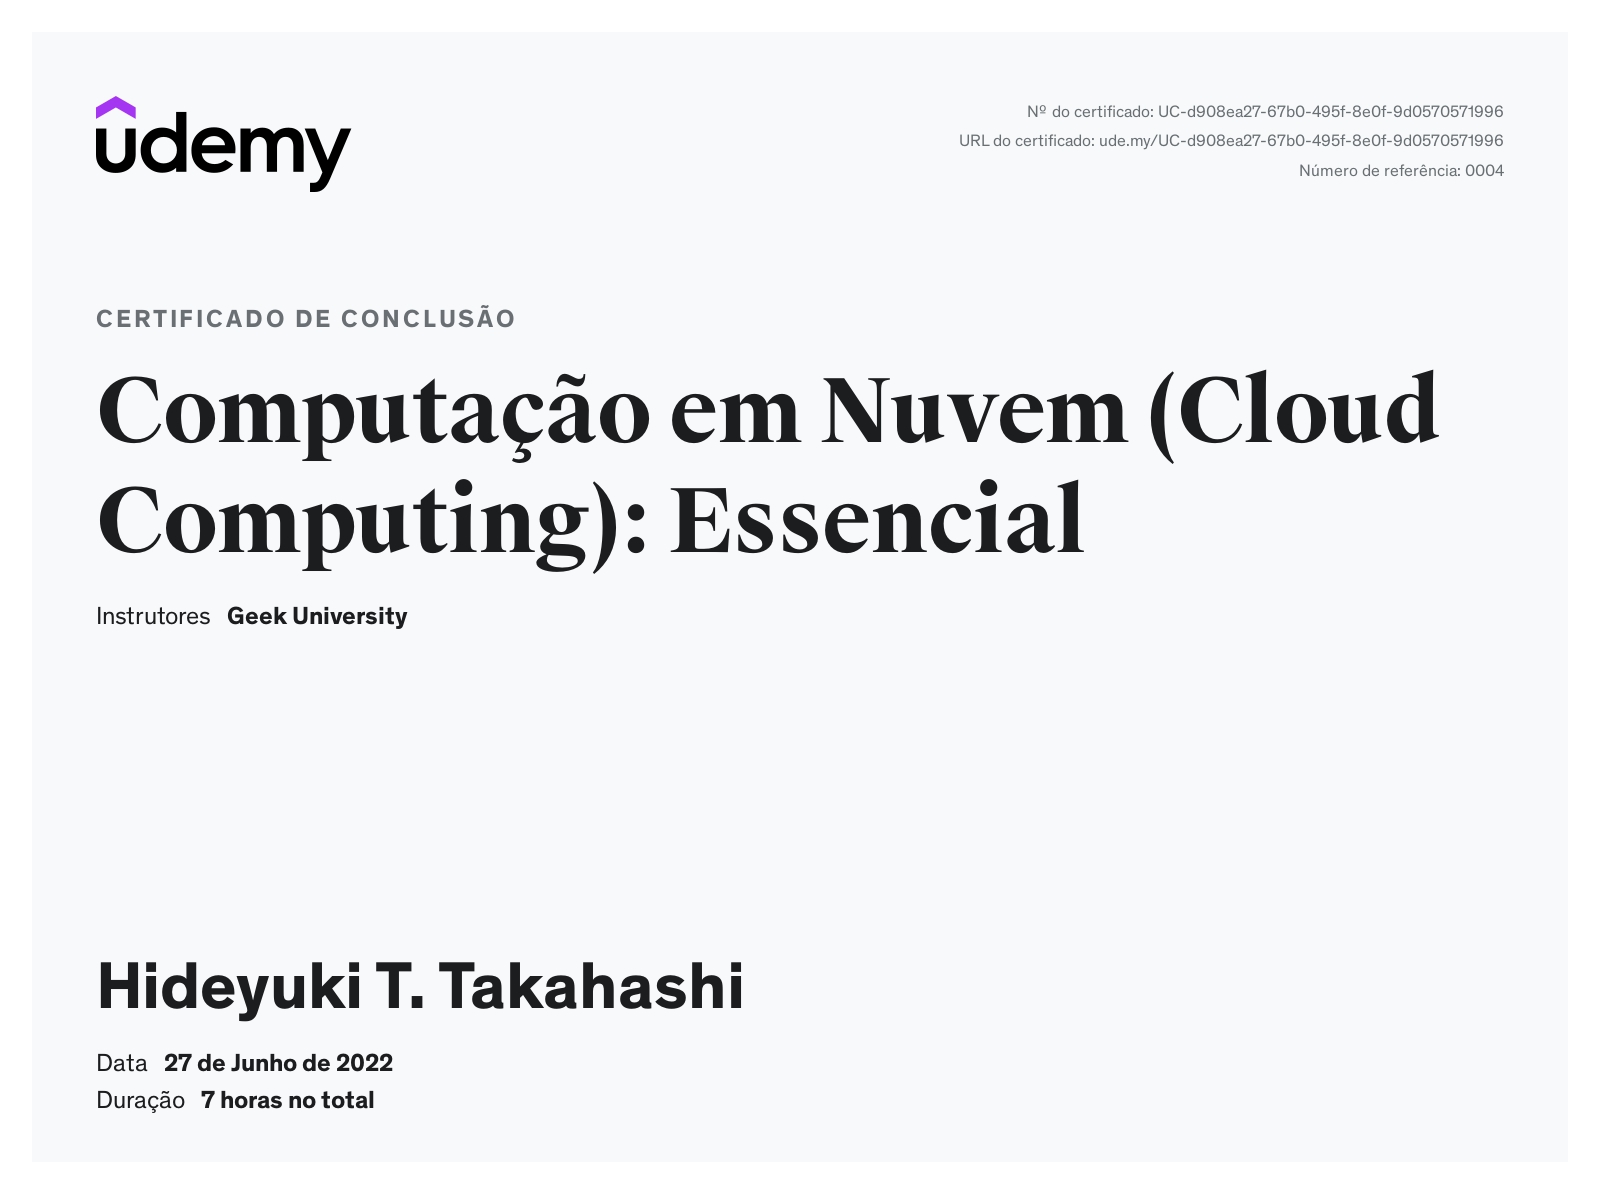 udemy
Nº do certificado: UC-d908ea27-67b0-495f-8e0f-9d0570571996
URL do certificado: ude.my/UC-d908ea27-67b0-495f-8e0f-9d0570571996
Número de referência: 0004
CERTIFICADO DE CONCLUSÃO
Computação em Nuvem (Cloud
Computing): Essencial
Instrutores Geek University
Hideyuki T. Takahashi
Data 27 de Junho de 2022
Duração 7 horas no total